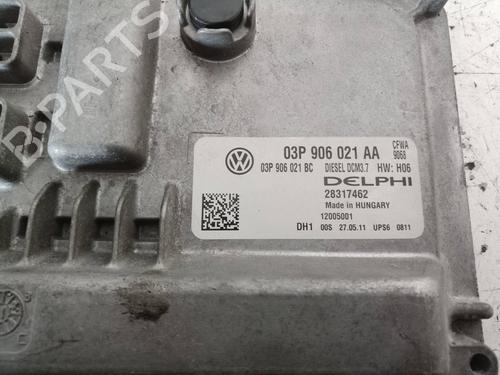 B-PARTS
03P 906 021 AA CFWA 9068
03P 906 021 BC DIESEL DCM3.7 HW: H06
DELPHI
28317462
Made in HUNGARY
12005001
DH1 00S 27.05.11 UPS6 0811